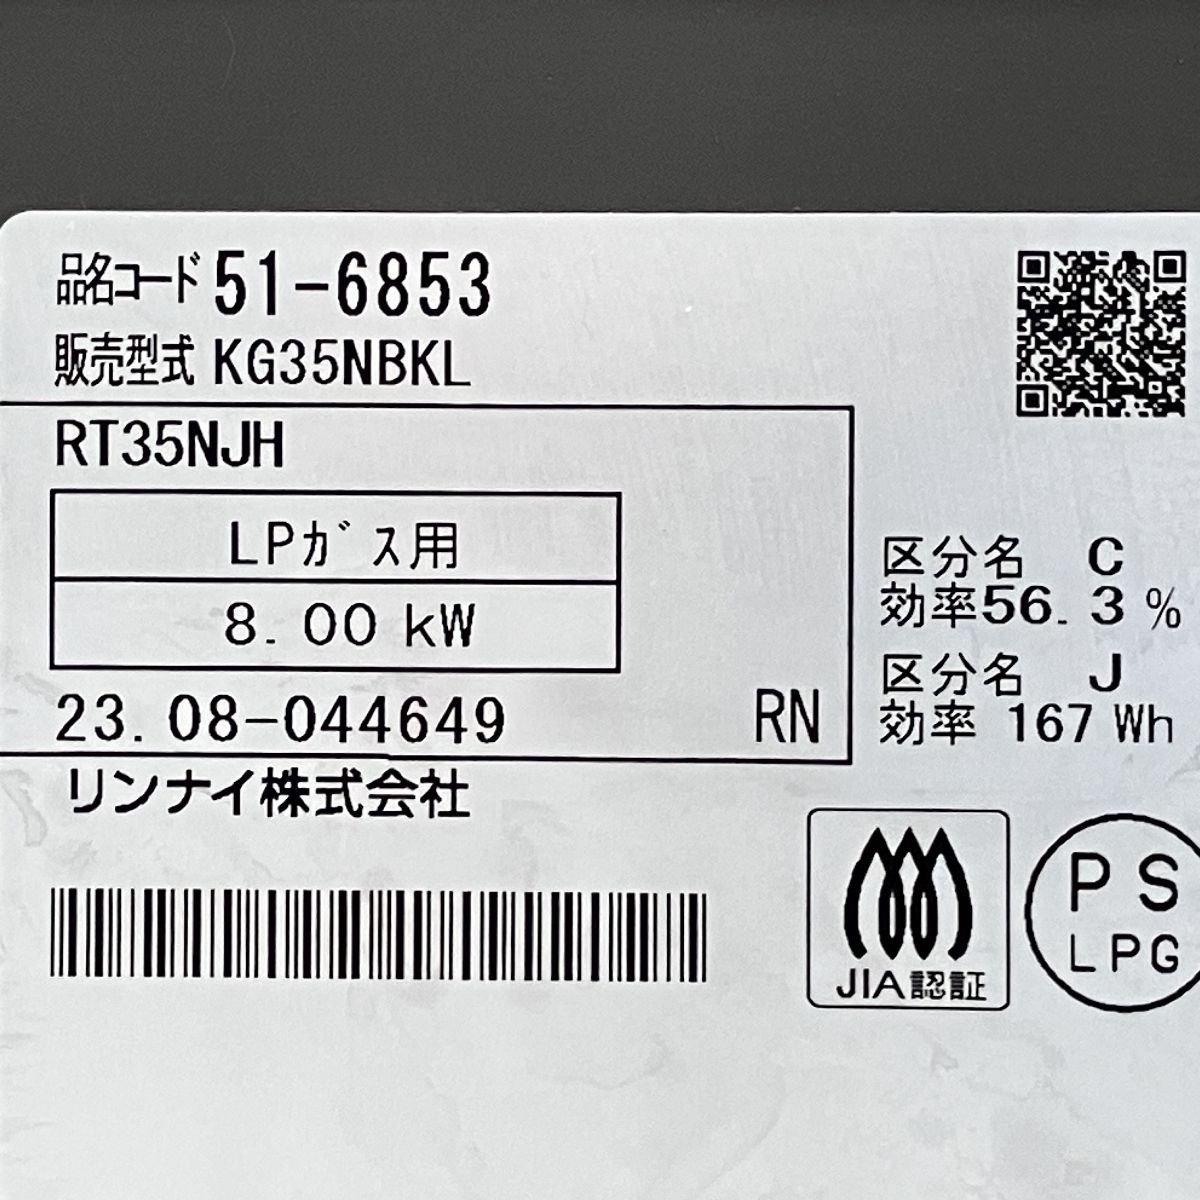 品名コード 51-6853
販売型式 KG35NBKL
RT35NJH
LPガス用
8.00 kW
23.08-044649 RN
リンナイ株式会社
区分名 C
効率56.3 %
区分名 J
効率 167 Wh
JIA認証
PS
LPG